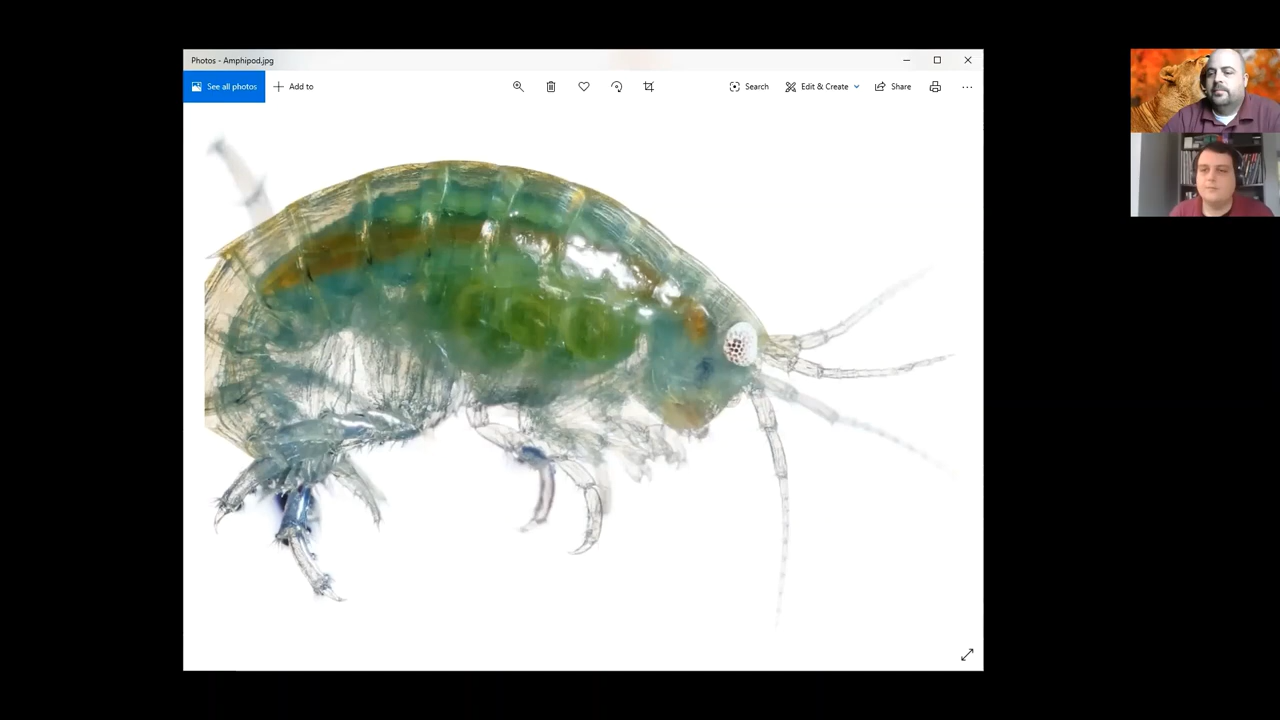 Photos - Amphipod.jpg
See all photos
Add to
Search
Edit & Create
Share